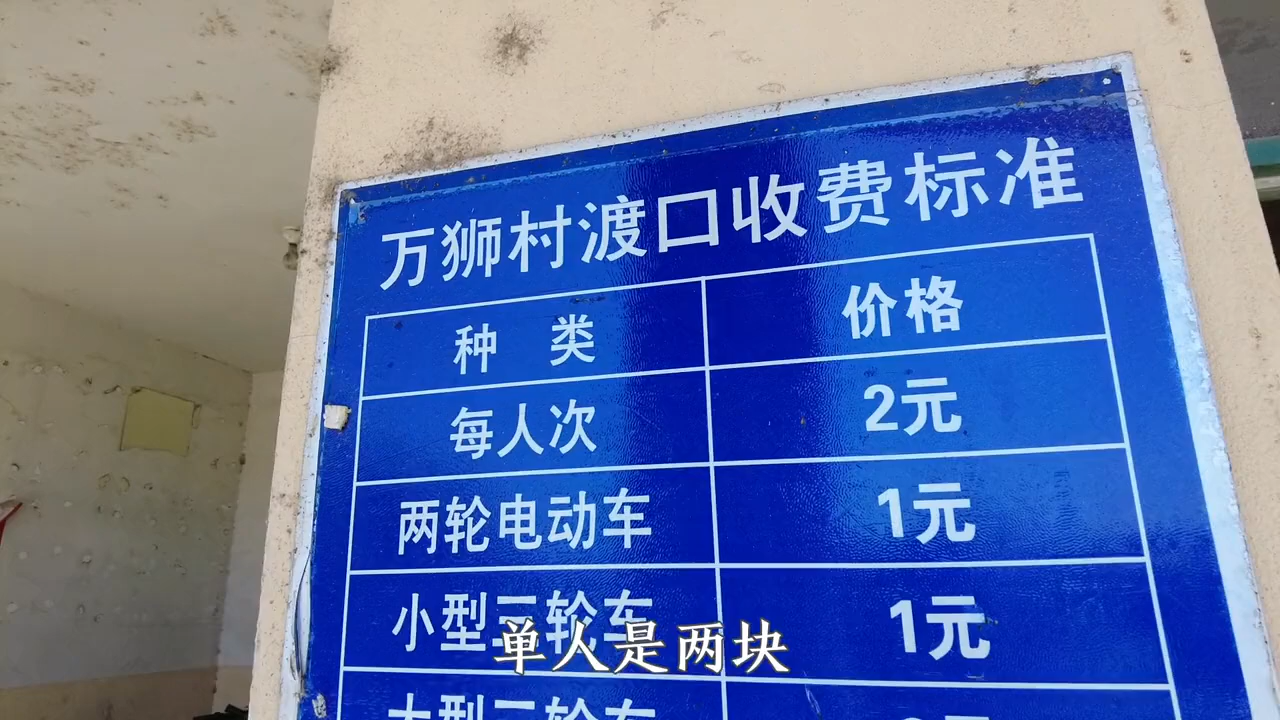 万狮村渡口收费标准
种 类 价格
每人次 2元
两轮电动车 1元
小型三轮车 1元
单人是两块
大型三轮车